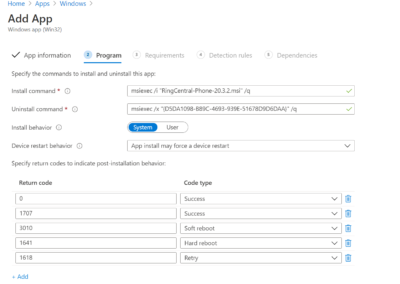 Home > Apps > Windows >
Add App
Windows app (Win32)
✓ App information 2 Program 3 Requirements 4 Detection rules 5 Dependencies
Specify the commands to install and uninstall this app:
Install command * msiexec /i "RingCentral-Phone-20.3.2.msi" /q
Uninstall command * msiexec /x "{D5DA1098-889C-4693-939E-51678D9D6DAA}" /q
Install behavior System User
Device restart behavior App install may force a device restart
Specify return codes to indicate post-installation behavior:
Return code Code type
0 Success
1707 Success
3010 Soft reboot
1641 Hard reboot
1618 Retry
+ Add